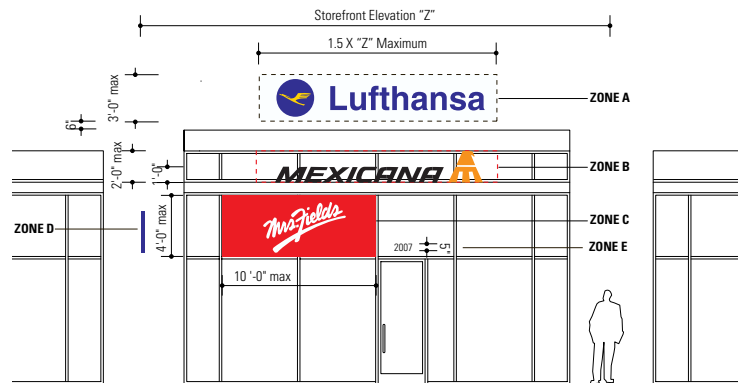 Storefront Elevation "Z"
1.5 X "Z" Maximum
3'-0" max
Lufthansa
ZONE A
6"
2'-0" max
1'-0"
MEXICANA
ZONE B
4'-0" max
Mrs. Fields
ZONE C
ZONE D
2007
5"
ZONE E
10 '-0" max